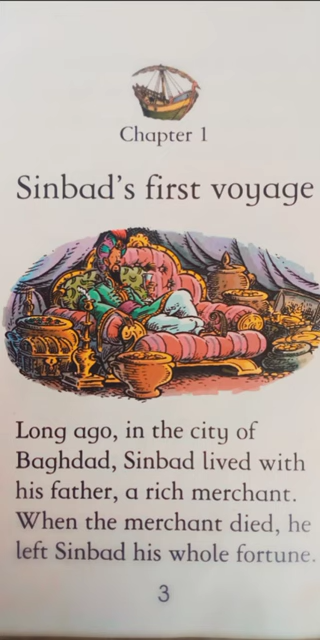 Chapter 1
Sinbad's first voyage
Long ago, in the city of
Baghdad, Sinbad lived with
his father, a rich merchant.
When the merchant died, he
left Sinbad his whole fortune.
3